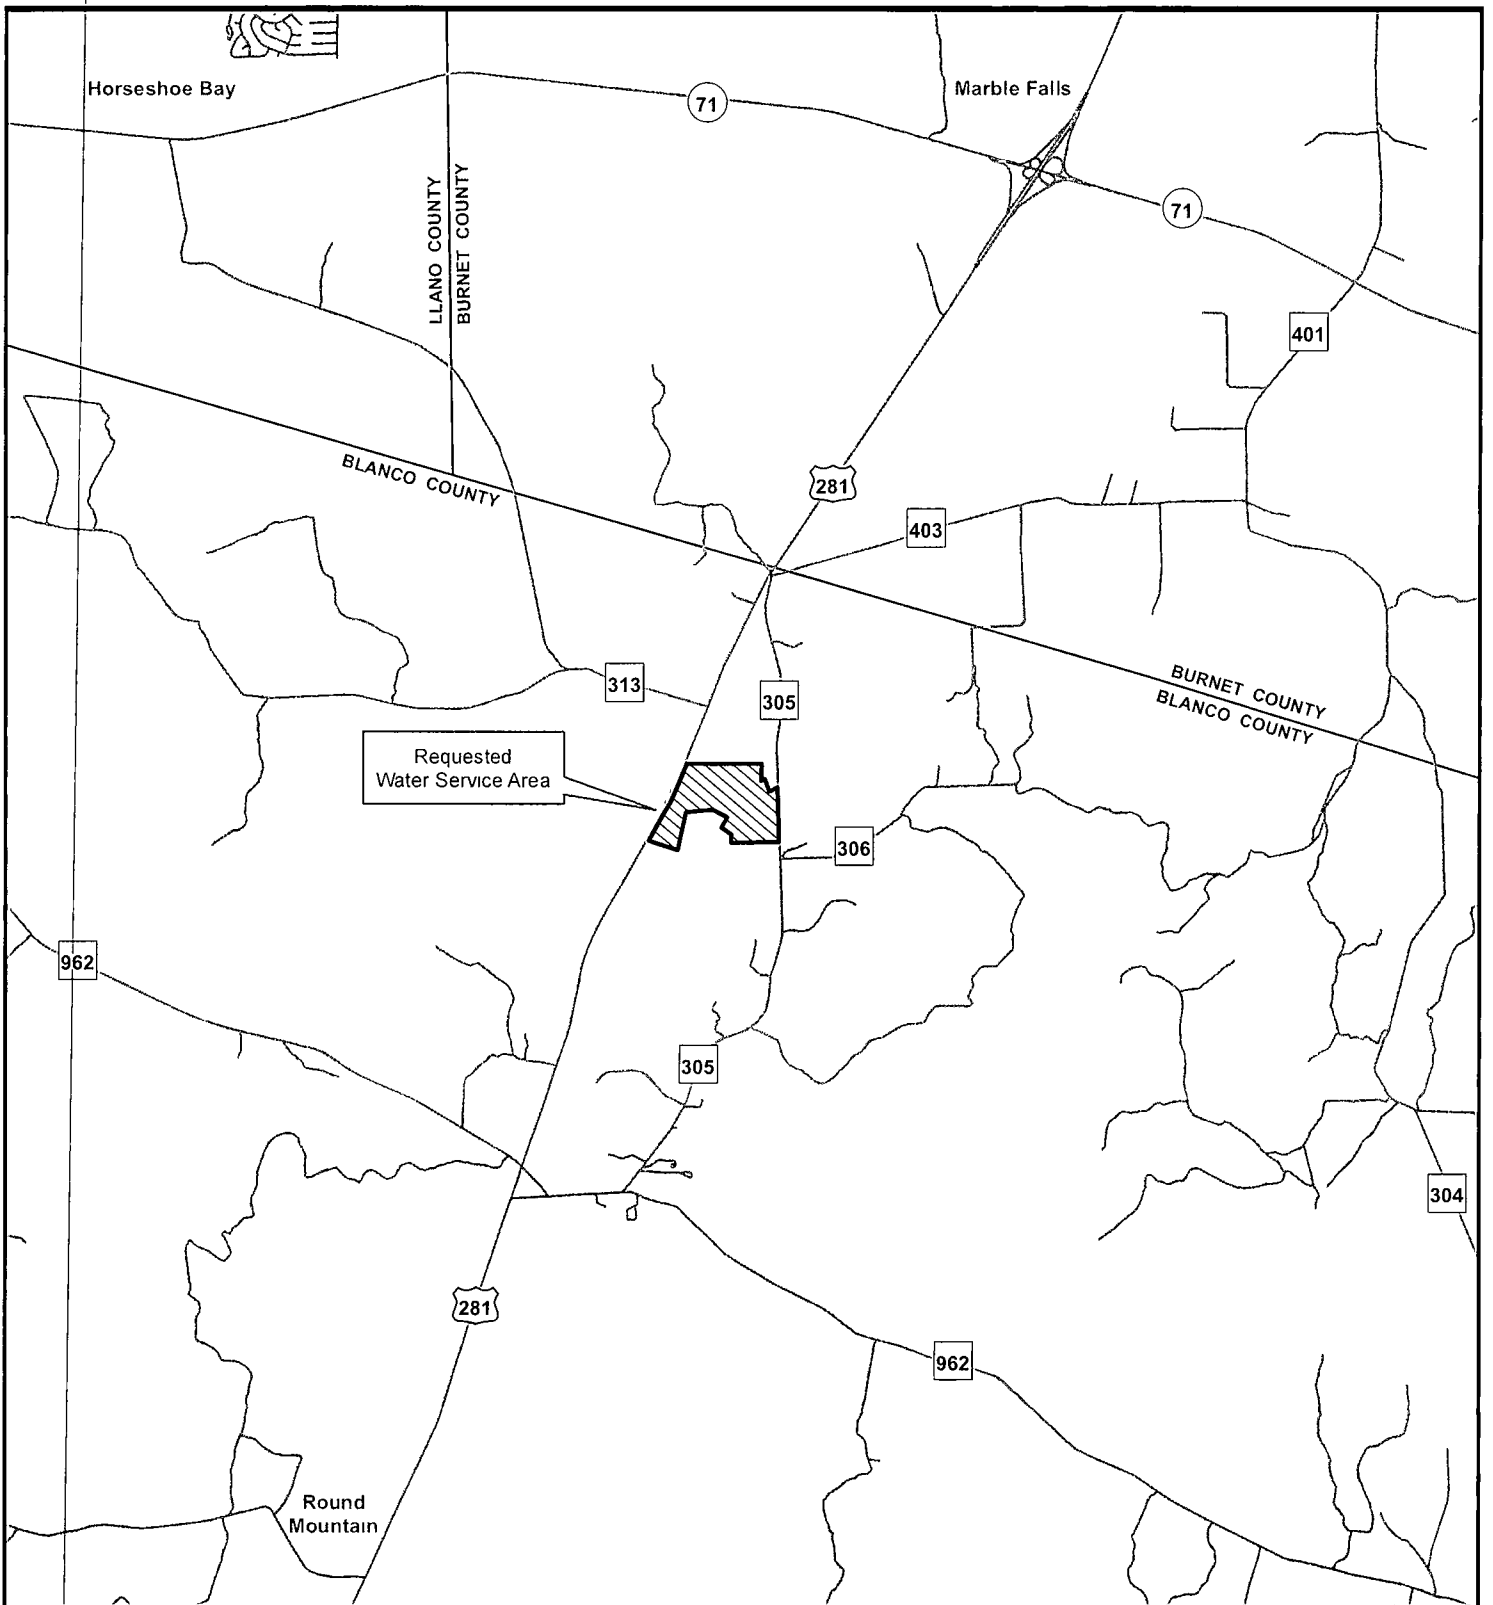 Horseshoe Bay
71
Marble Falls
71
LLANO COUNTY
BURNET COUNTY
401
BLANCO COUNTY
281
403
313
305
BURNET COUNTY
BLANCO COUNTY
Requested
Water Service Area
306
962
305
304
281
962
Round
Mountain